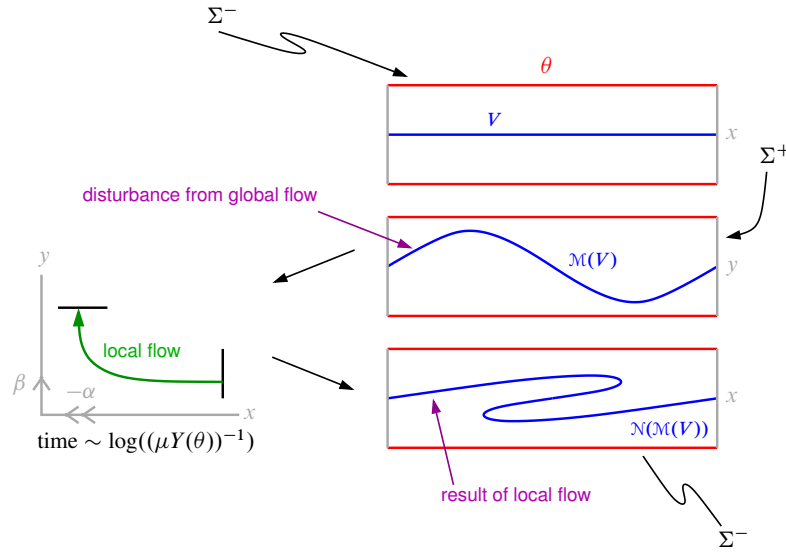 Σ⁻
θ
V
x
Σ⁺
disturbance from global flow
ℳ(V)
y
y
local flow
β
−α
x
time ∼ log((μY(θ))⁻¹)
x
𝒩(ℳ(V))
result of local flow
Σ⁻